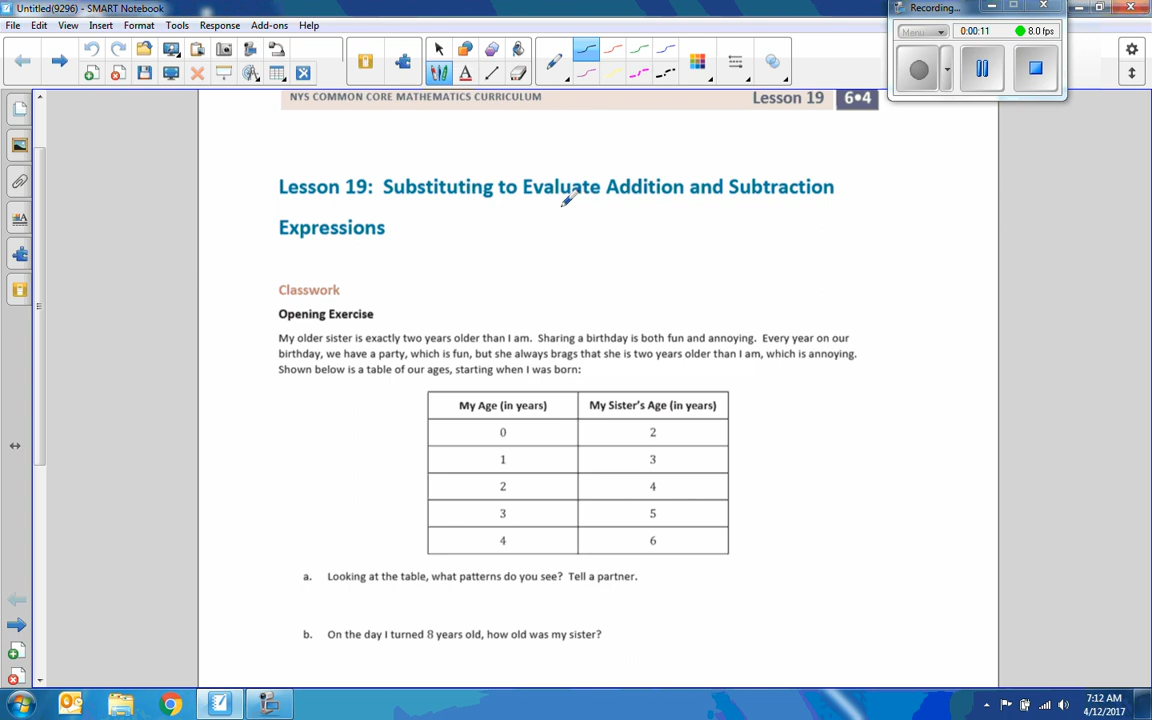 Untitled(9296) - SMART Notebook
File Edit View Insert Format Tools Response Add-ons Help
Recording...
Menu 0:00:11 8.0 fps
NYS COMMON CORE MATHEMATICS CURRICULUM Lesson 19 6•4
Lesson 19: Substituting to Evaluate Addition and Subtraction
Expressions
Classwork
Opening Exercise
My older sister is exactly two years older than I am. Sharing a birthday is both fun and annoying. Every year on our
birthday, we have a party, which is fun, but she always brags that she is two years older than I am, which is annoying.
Shown below is a table of our ages, starting when I was born:
My Age (in years) My Sister's Age (in years)
0 2
1 3
2 4
3 5
4 6
a. Looking at the table, what patterns do you see? Tell a partner.
b. On the day I turned 8 years old, how old was my sister?
7:12 AM
4/12/2017